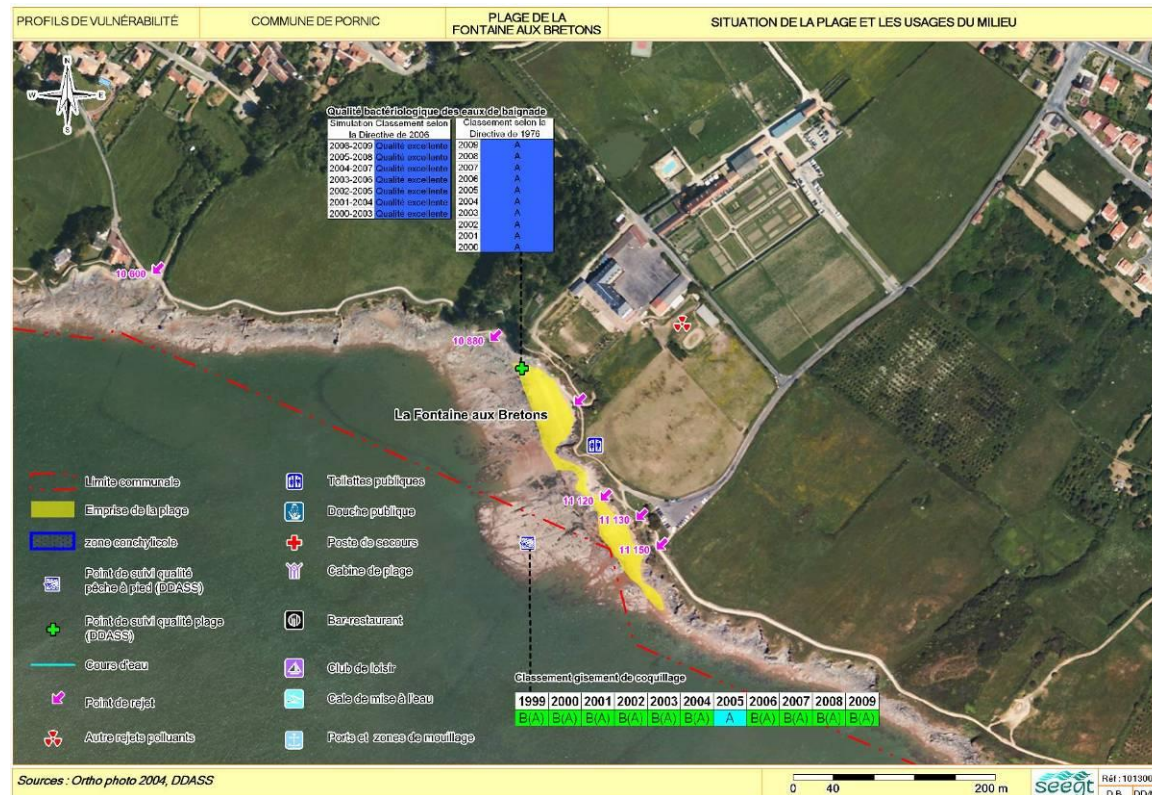 PROFILS DE VULNÉRABILITÉ
COMMUNE DE PORNIC
PLAGE DE LA
FONTAINE AUX BRETONS
SITUATION DE LA PLAGE ET LES USAGES DU MILIEU
N
W E
S
Qualité bactériologique des eaux de baignade
Simulation Classement selon
la Directive de 2006
2006-2009 Qualité excellente
2005-2008 Qualité excellente
2004-2007 Qualité excellente
2003-2006 Qualité excellente
2002-2005 Qualité excellente
2001-2004 Qualité excellente
2000-2003 Qualité excellente
Classement selon la
Directive de 1976
2009 A
2008 A
2007 A
2006 A
2005 A
2004 A
2003 A
2002 A
2001 A
2000 A
10 600
10 880
La Fontaine aux Bretons
11 120
11 130
11 150
Limite communale
Emprise de la plage
zone conchylicole
Point de suivi qualité
pêche à pied (DDASS)
Point de suivi qualité plage
(DDASS)
Cours d'eau
Point de rejet
Autre rejets polluants
Toilettes publiques
Douche publique
Poste de secours
Cabine de plage
Bar-restaurant
Club de loisir
Cale de mise à l'eau
Ports et zones de mouillage
Classement gisement de coquillage
1999 2000 2001 2002 2003 2004 2005 2006 2007 2008 2009
B(A) B(A) B(A) B(A) B(A) B(A) A B(A) B(A) B(A) B(A)
Sources : Ortho photo 2004, DDASS
0 40 200 m
seegt
Réf : 101300
D.B.